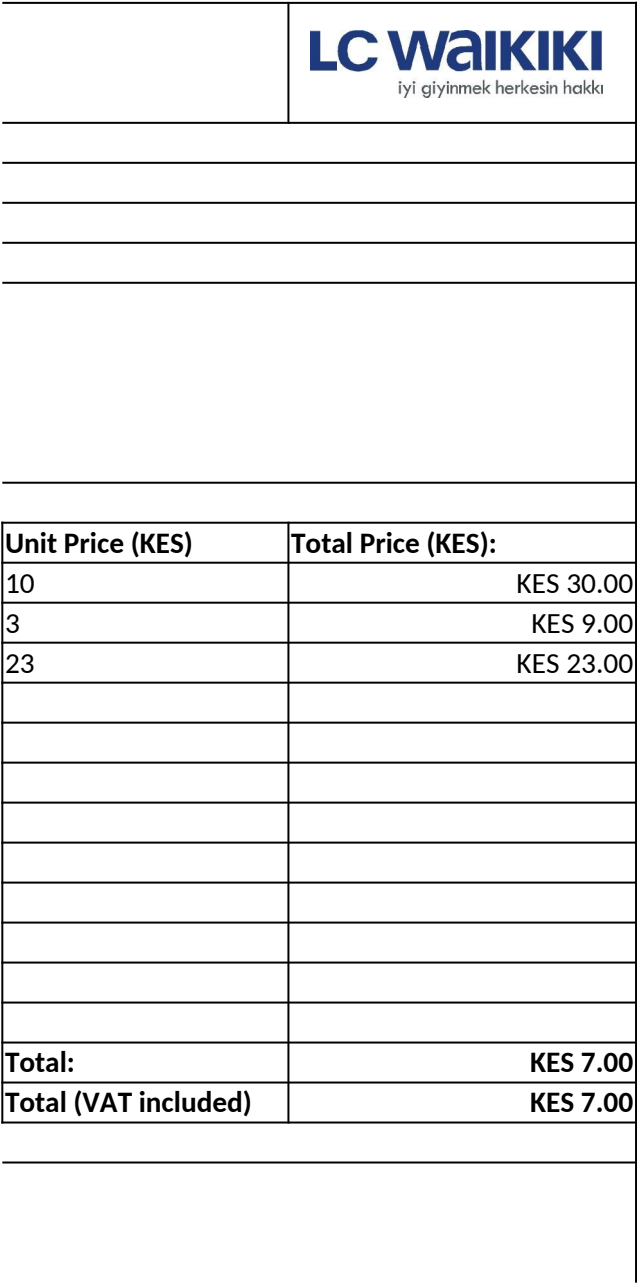 LC WAIKIKI
iyi giyinmek herkesin hakkı
Unit Price (KES) Total Price (KES):
10 KES 30.00
3 KES 9.00
23 KES 23.00
Total: KES 7.00
Total (VAT included) KES 7.00